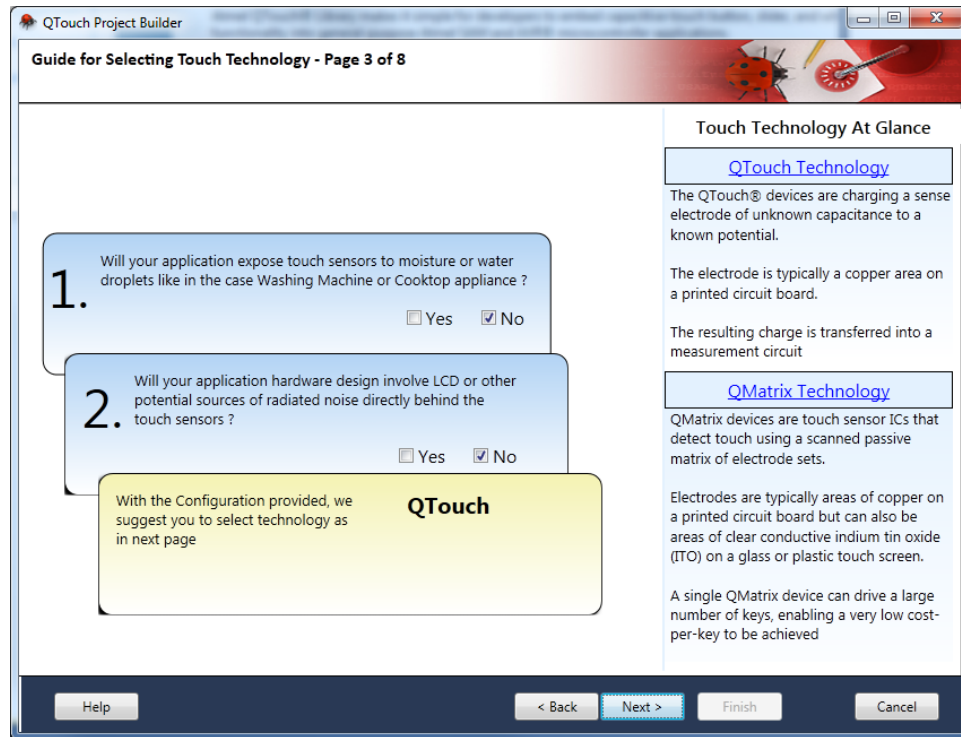 QTouch Project Builder
Guide for Selecting Touch Technology - Page 3 of 8
1.
Will your application expose touch sensors to moisture or water
droplets like in the case Washing Machine or Cooktop appliance ?
Yes No
2.
Will your application hardware design involve LCD or other
potential sources of radiated noise directly behind the
touch sensors ?
Yes No
With the Configuration provided, we
suggest you to select technology as
in next page
QTouch
Touch Technology At Glance
QTouch Technology
The QTouch® devices are charging a sense
electrode of unknown capacitance to a
known potential.
The electrode is typically a copper area on
a printed circuit board.
The resulting charge is transferred into a
measurement circuit
QMatrix Technology
QMatrix devices are touch sensor ICs that
detect touch using a scanned passive
matrix of electrode sets.
Electrodes are typically areas of copper on
a printed circuit board but can also be
areas of clear conductive indium tin oxide
(ITO) on a glass or plastic touch screen.
A single QMatrix device can drive a large
number of keys, enabling a very low cost-
per-key to be achieved
Help < Back Next > Finish Cancel